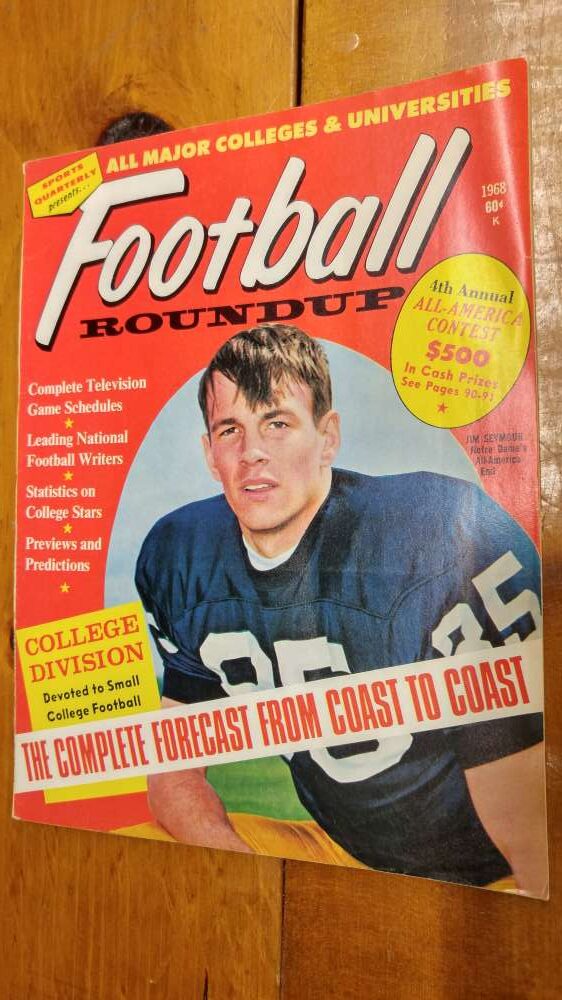 SPORTS
QUARTERLY
presents...
ALL MAJOR COLLEGES & UNIVERSITIES
Football
ROUNDUP
1968
60¢
K
4th Annual
ALL-AMERICA
CONTEST
$500
In Cash Prizes
See Pages 90-91
JIM SEYMOUR
Notre Dame's
All-America
End
Complete Television
Game Schedules
Leading National
Football Writers
Statistics on
College Stars
Previews and
Predictions
85
COLLEGE
DIVISION
Devoted to Small
College Football
THE COMPLETE FORECAST FROM COAST TO COAST